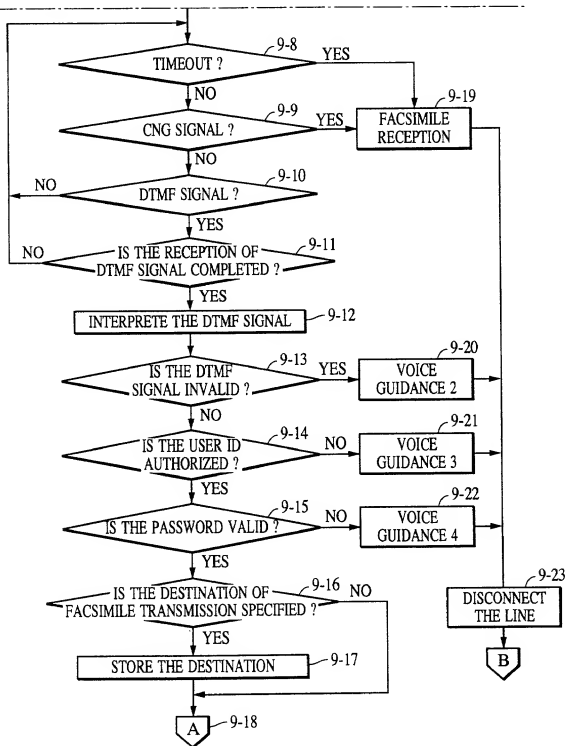 9-8
TIMEOUT ?
YES
NO
9-9
9-19
CNG SIGNAL ?
YES
FACSIMILE
RECEPTION
NO
9-10
NO
DTMF SIGNAL ?
YES
9-11
NO
IS THE RECEPTION OF
DTMF SIGNAL COMPLETED ?
YES
INTERPRETE THE DTMF SIGNAL
9-12
9-13
9-20
IS THE DTMF
SIGNAL INVALID ?
YES
VOICE
GUIDANCE 2
NO
9-14
9-21
IS THE USER ID
AUTHORIZED ?
NO
VOICE
GUIDANCE 3
YES
9-15
9-22
IS THE PASSWORD VALID ?
NO
VOICE
GUIDANCE 4
YES
9-16
IS THE DESTINATION OF
FACSIMILE TRANSMISSION SPECIFIED ?
NO
9-23
DISCONNECT
THE LINE
YES
STORE THE DESTINATION
9-17
B
A
9-18